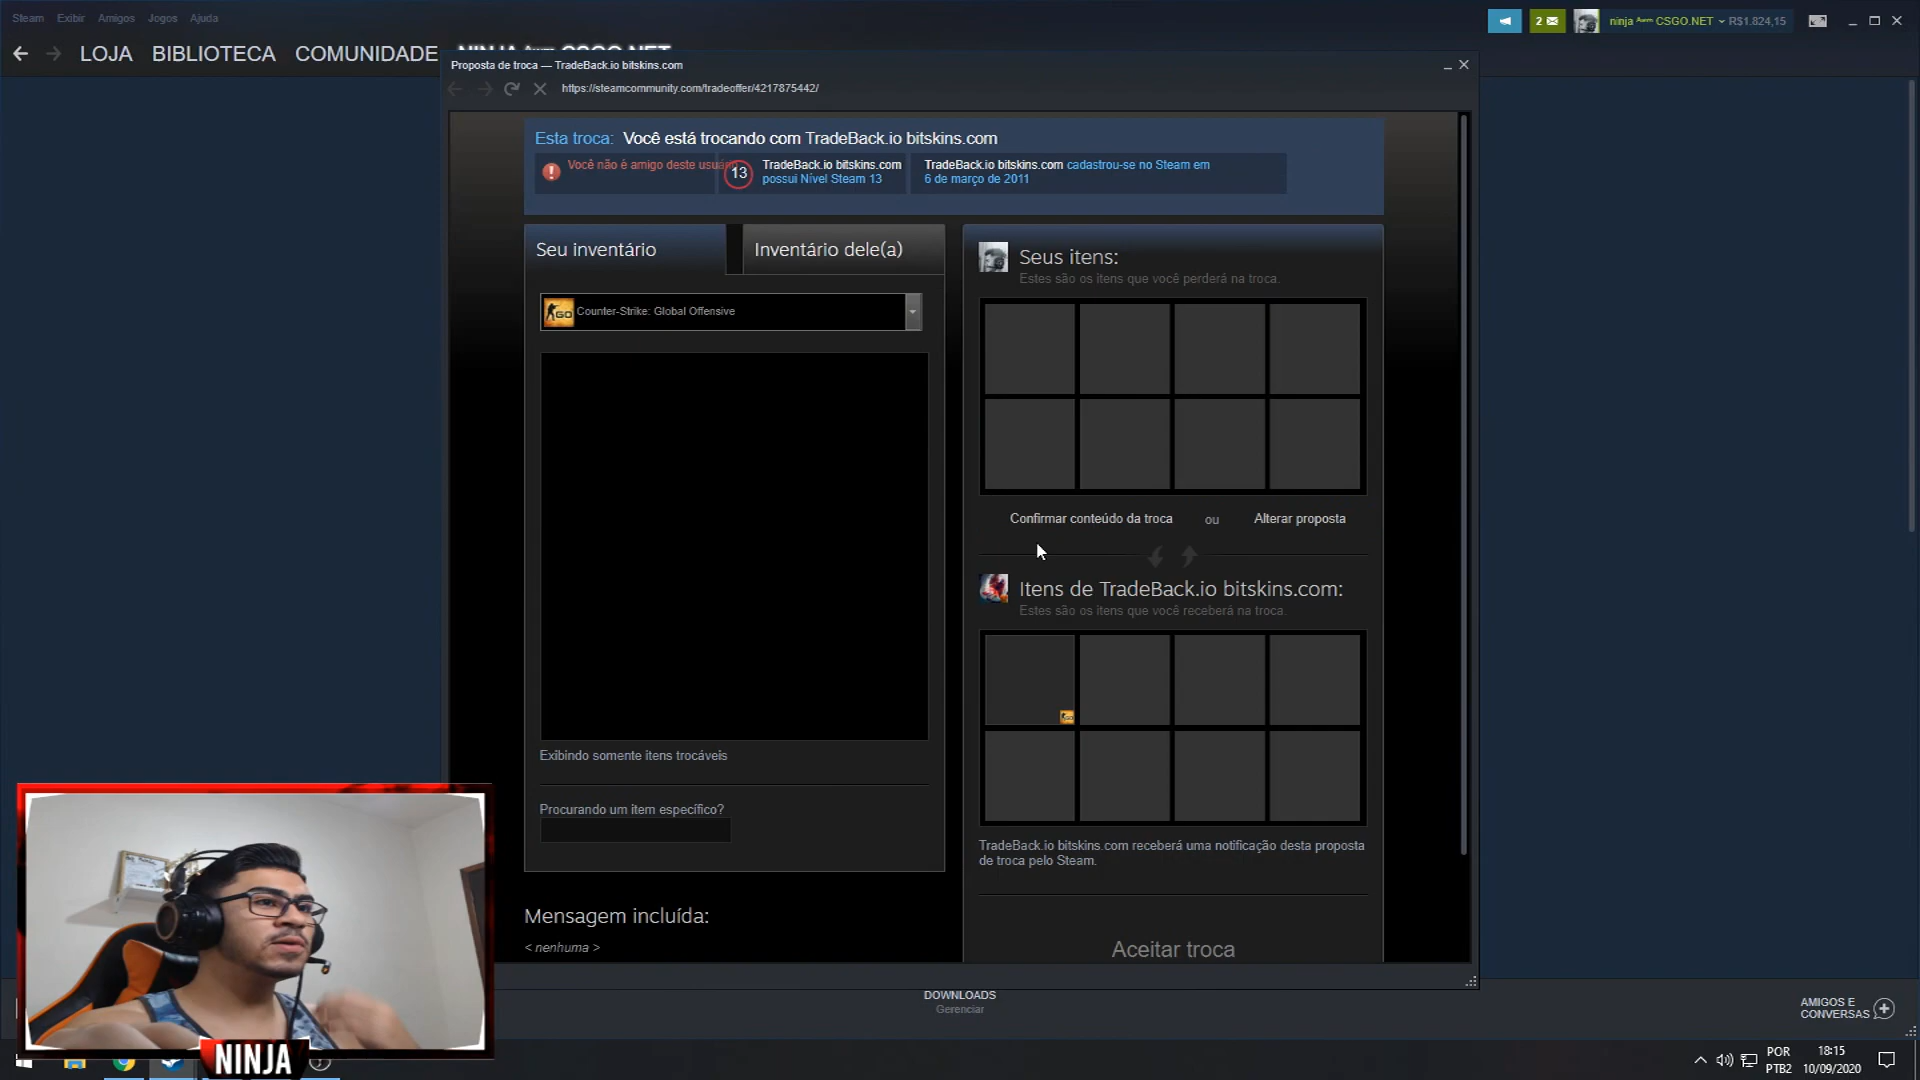 Steam Exibir Amigos Jogos Ajuda
2 ninja CSGO.NET R$1.824,15
LOJA BIBLIOTECA COMUNIDADE NINJA CSGO.NET
Proposta de troca — TradeBack.io bitskins.com
https://steamcommunity.com/tradeoffer/4217875442/
Esta troca: Você está trocando com TradeBack.io bitskins.com
Você não é amigo deste
13
TradeBack.io bitskins.com
possui Nível Steam 13
TradeBack.io bitskins.com cadastrou-se no Steam em
6 de março de 2011
Seu inventário
Inventário dele(a)
GO Counter-Strike: Global Offensive
Exibindo somente itens trocáveis
Procurando um item específico?
Mensagem incluída:
< nenhuma >
Seus itens:
Estes são os itens que você perderá na troca.
Confirmar conteúdo da troca ou Alterar proposta
Itens de TradeBack.io bitskins.com:
Estes são os itens que você receberá na troca.
TradeBack.io bitskins.com receberá uma notificação desta proposta
de troca pelo Steam.
Aceitar troca
DOWNLOADS
Gerenciar
AMIGOS E
CONVERSAS
NINJA
POR
PTB2
18:15
10/09/2020